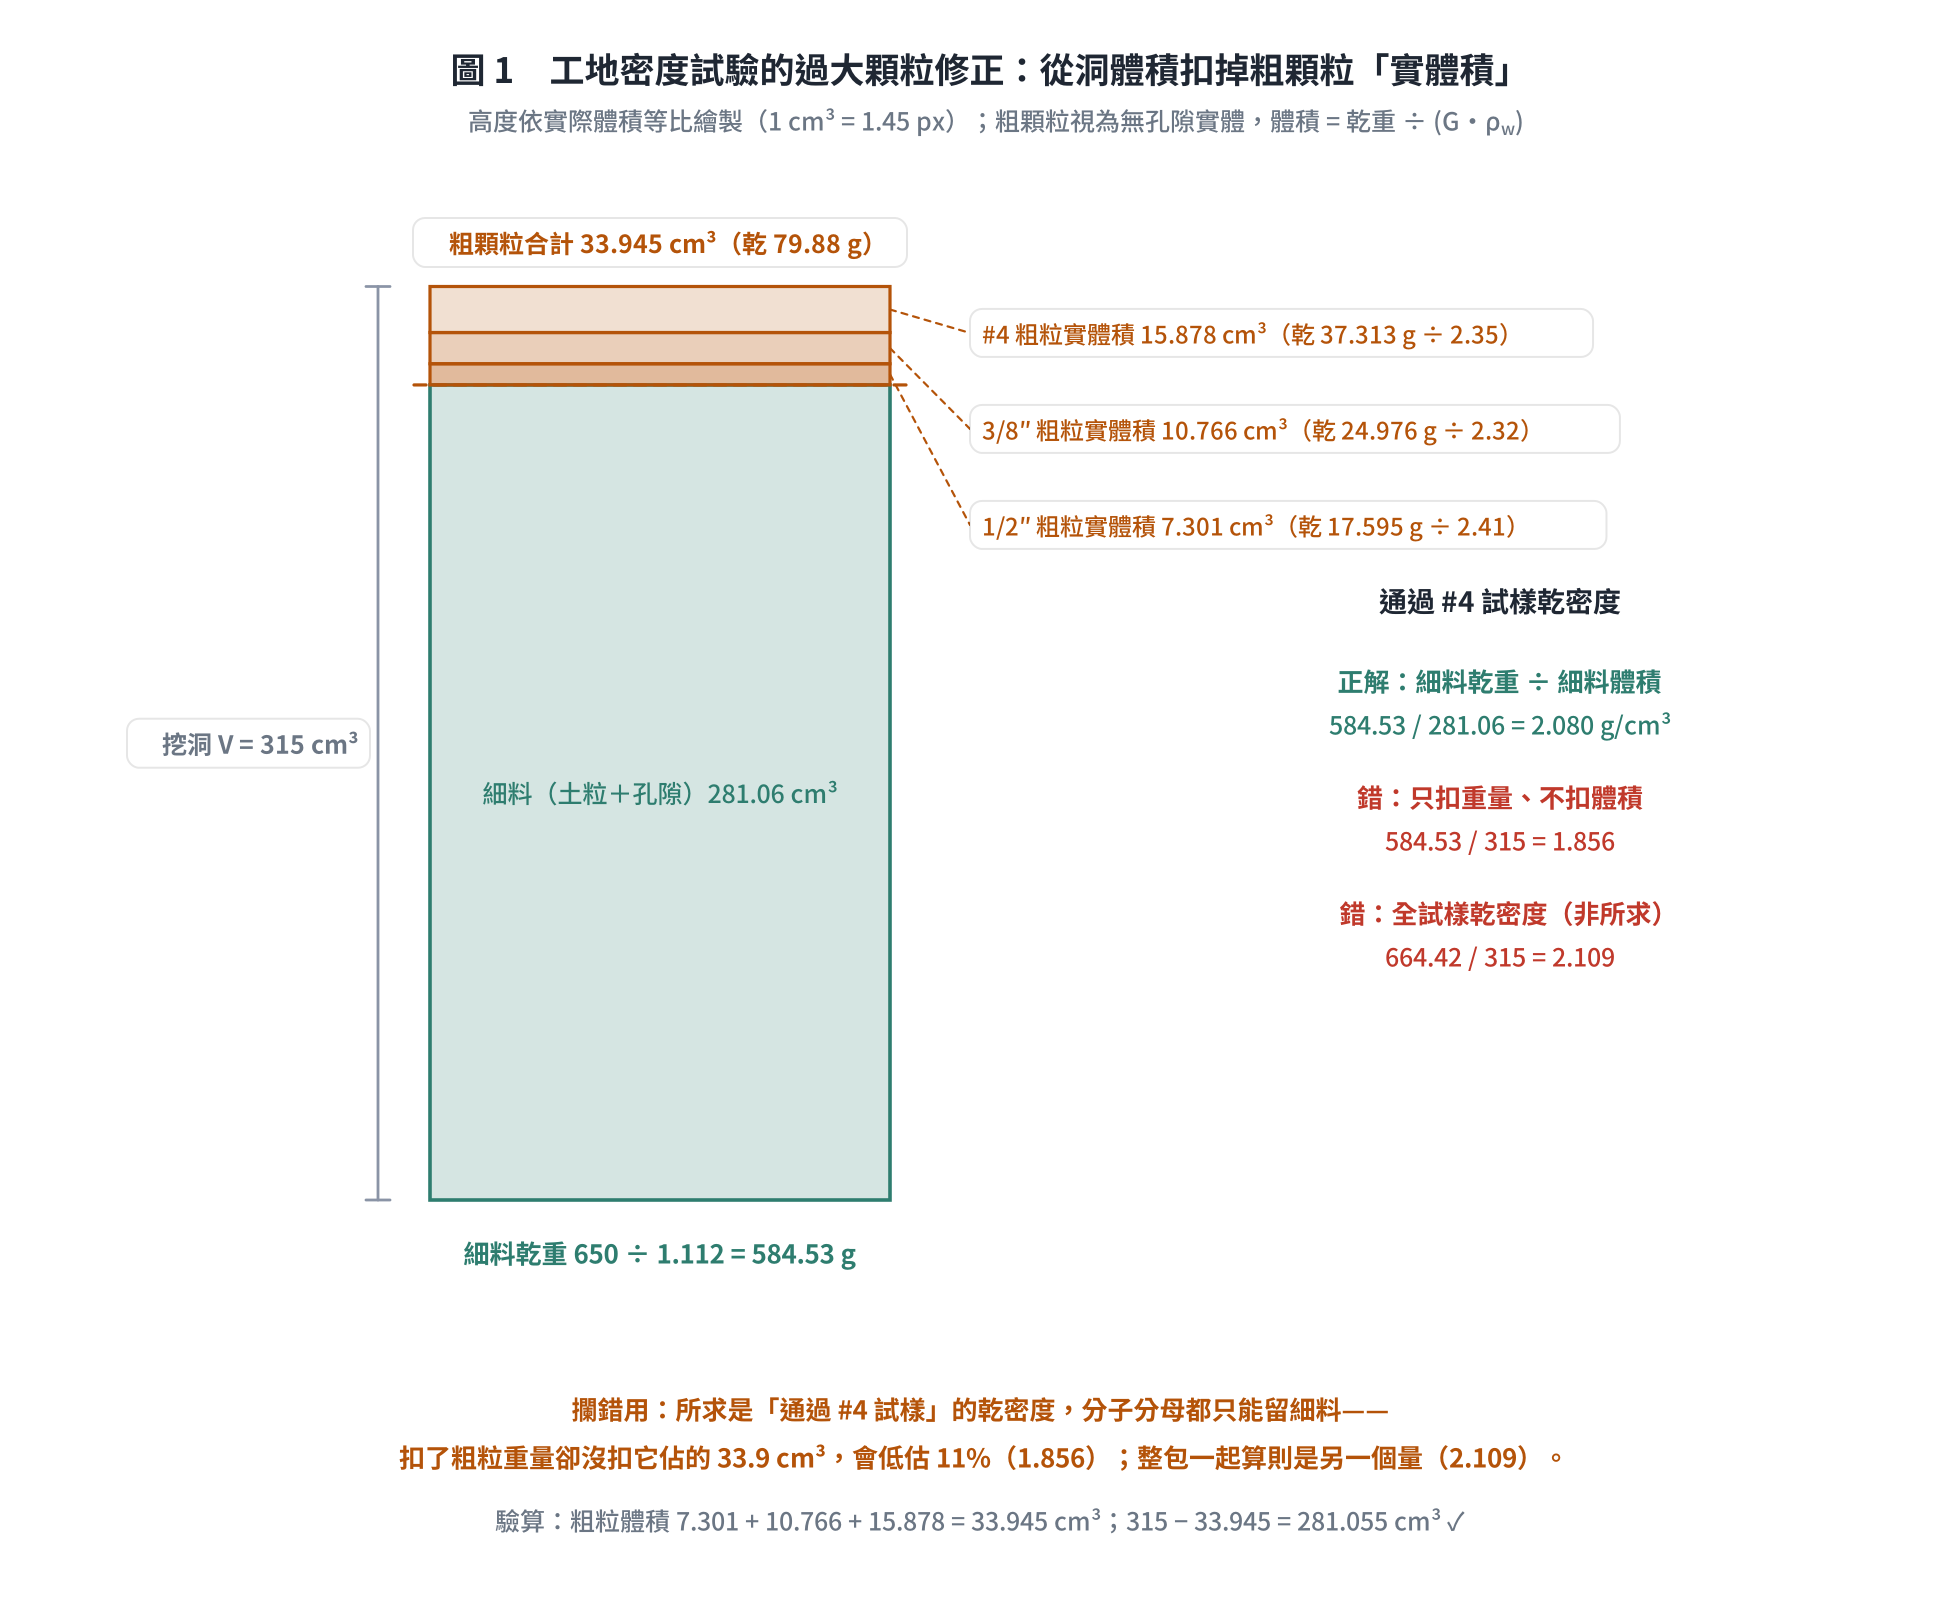 圖 1　工地密度試驗的過大顆粒修正：從洞體積扣掉粗顆粒「實體積」
高度依實際體積等比繪製（1 cm³ = 1.45 px）；粗顆粒視為無孔隙實體，體積 = 乾重 ÷ (G・ρw)
粗顆粒合計 33.945 cm³（乾 79.88 g）
#4 粗粒實體積 15.878 cm³（乾 37.313 g ÷ 2.35）
3/8″ 粗粒實體積 10.766 cm³（乾 24.976 g ÷ 2.32）
1/2″ 粗粒實體積 7.301 cm³（乾 17.595 g ÷ 2.41）
通過 #4 試樣乾密度
正解：細料乾重 ÷ 細料體積
584.53 / 281.06 = 2.080 g/cm³
挖洞 V = 315 cm³
細料（土粒＋孔隙）281.06 cm³
錯：只扣重量、不扣體積
584.53 / 315 = 1.856
錯：全試樣乾密度（非所求）
664.42 / 315 = 2.109
細料乾重 650 ÷ 1.112 = 584.53 g
攔錯用：所求是「通過 #4 試樣」的乾密度，分子分母都只能留細料——
扣了粗粒重量卻沒扣它佔的 33.9 cm³，會低估 11%（1.856）；整包一起算則是另一個量（2.109）。
驗算：粗粒體積 7.301 + 10.766 + 15.878 = 33.945 cm³；315 − 33.945 = 281.055 cm³ ✓